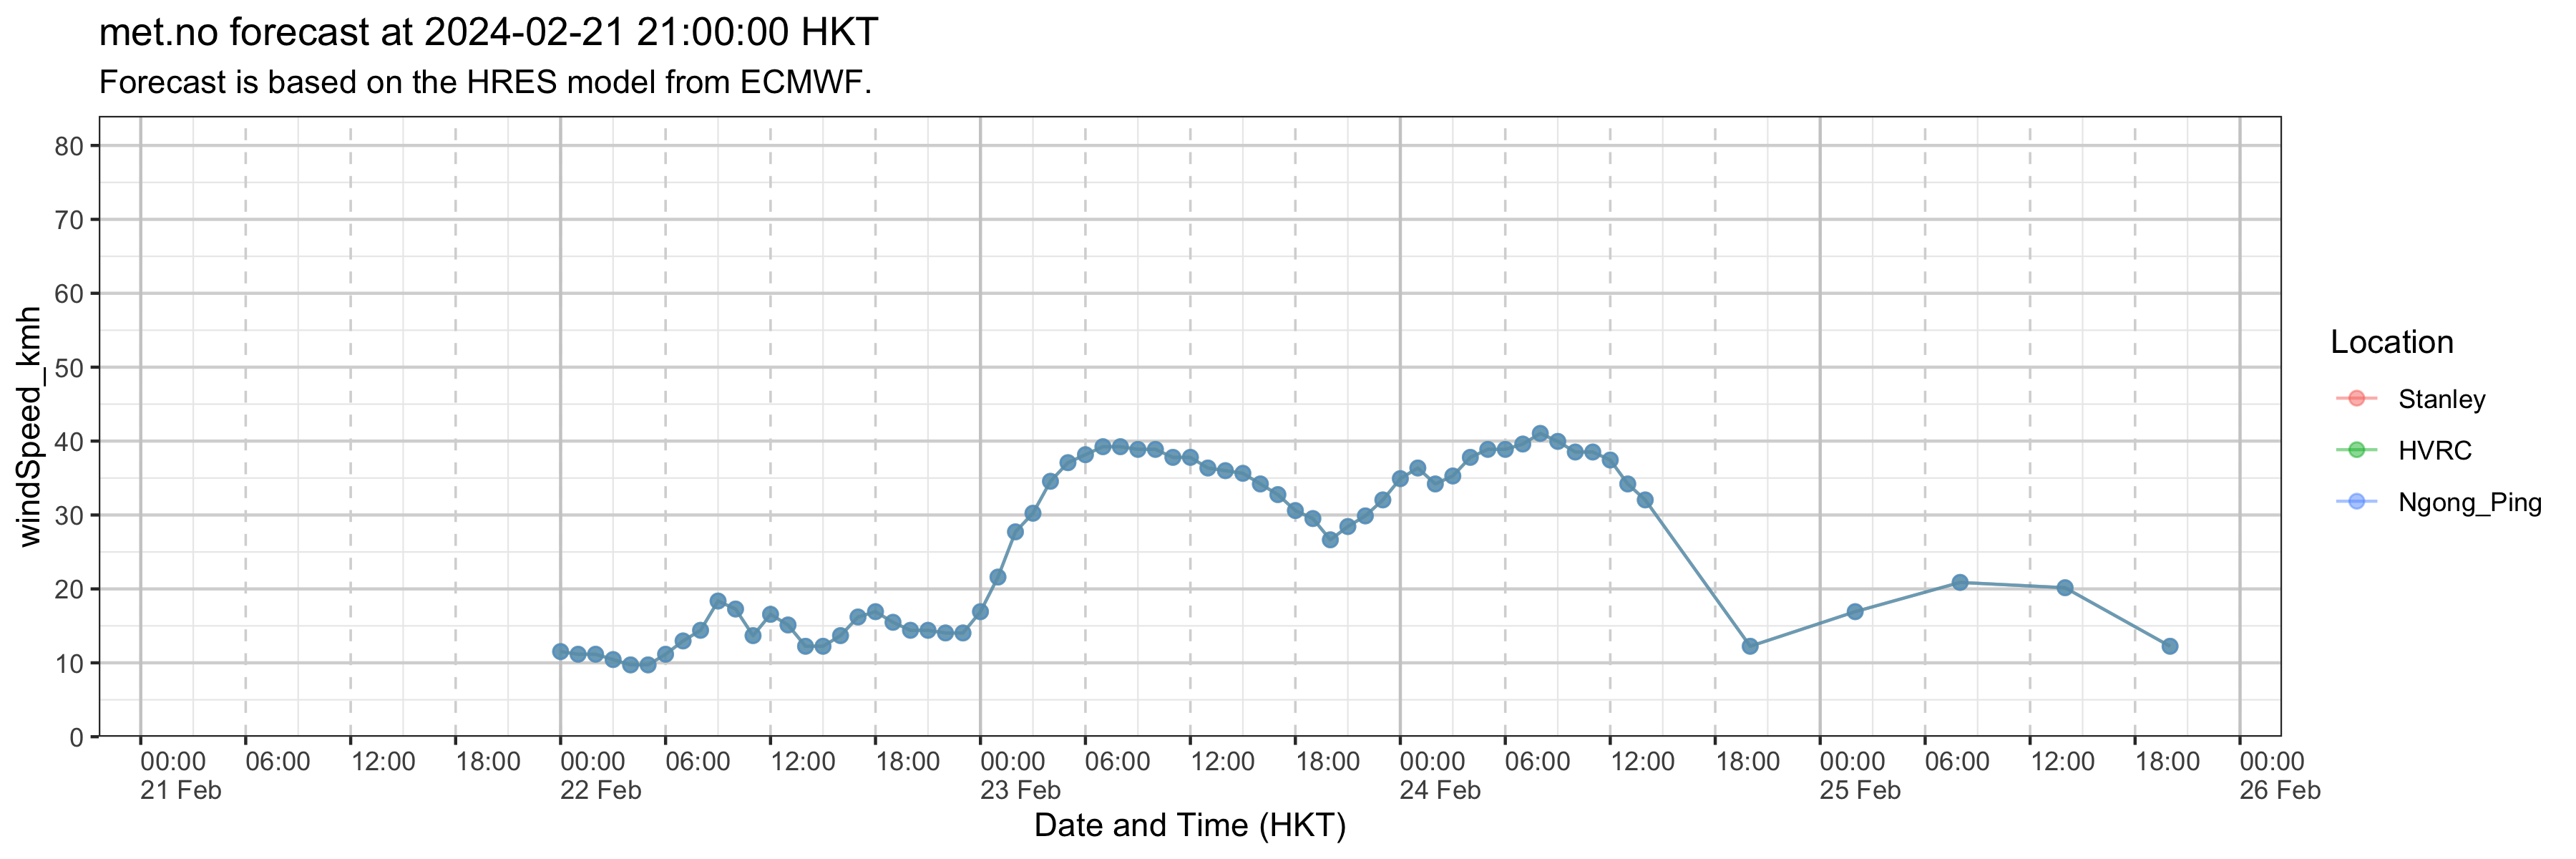 met.no forecast at 2024-02-21 21:00:00 HKT
Forecast is based on the HRES model from ECMWF.
80
70
60
50
40
30
20
10
0
windSpeed_kmh
00:00 06:00 12:00 18:00 00:00 06:00 12:00 18:00 00:00 06:00 12:00 18:00 00:00 06:00 12:00 18:00 00:00 06:00 12:00 18:00 00:00
21 Feb 22 Feb 23 Feb 24 Feb 25 Feb 26 Feb
Date and Time (HKT)
Location
Stanley
HVRC
Ngong_Ping